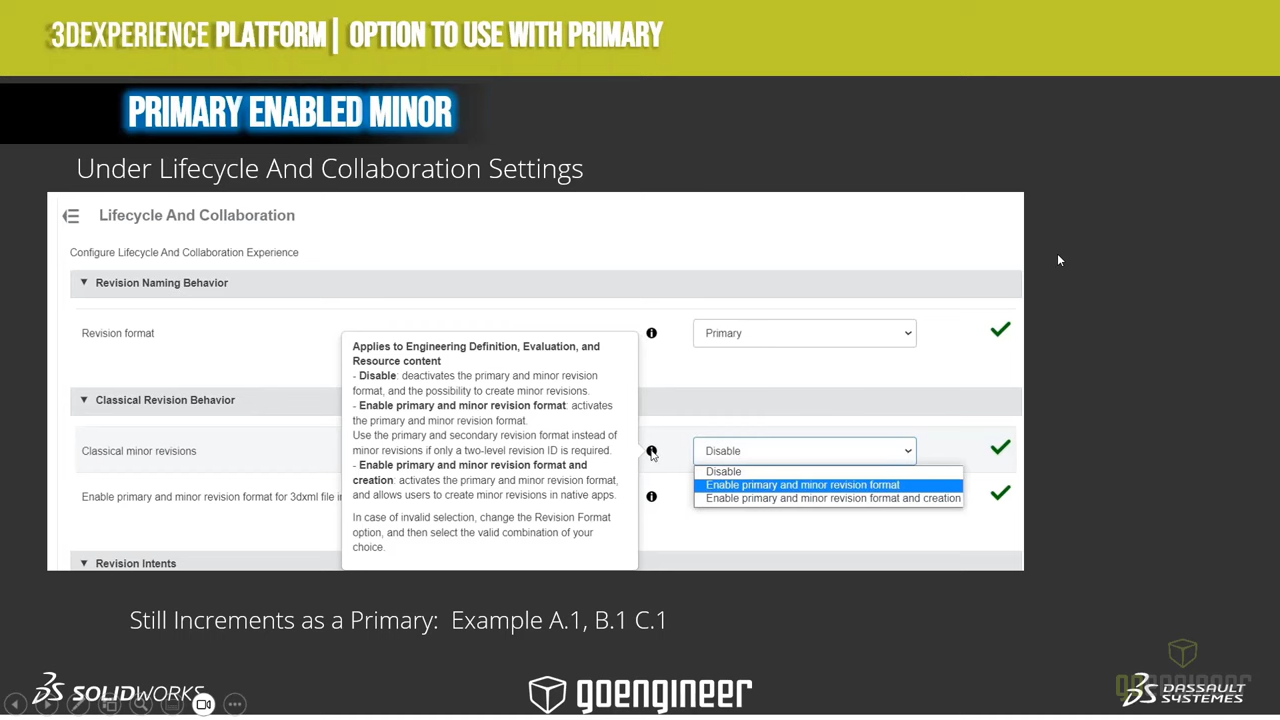 3DEXPERIENCE PLATFORM| OPTION TO USE WITH PRIMARY
PRIMARY ENABLED MINOR
Under Lifecycle And Collaboration Settings
Lifecycle And Collaboration
Configure Lifecycle And Collaboration Experience
Revision Naming Behavior
Revision format
Primary
Applies to Engineering Definition, Evaluation, and
Resource content
- Disable: deactivates the primary and minor revision
format, and the possibility to create minor revisions.
- Enable primary and minor revision format: activates
the primary and minor revision format.
Use the primary and secondary revision format instead of
minor revisions if only a two-level revision ID is required.
- Enable primary and minor revision format and
creation: activates the primary and minor revision format,
and allows users to create minor revisions in native apps.
In case of invalid selection, change the Revision Format
option, and then select the valid combination of your
choice.
Classical Revision Behavior
Classical minor revisions
Disable
Disable
Enable primary and minor revision format
Enable primary and minor revision format and creation
Enable primary and minor revision format for 3dxml file in
Revision Intents
Still Increments as a Primary: Example A.1, B.1 C.1
SOLIDWORKS
goengineer
goengineer
DASSAULT
SYSTEMES